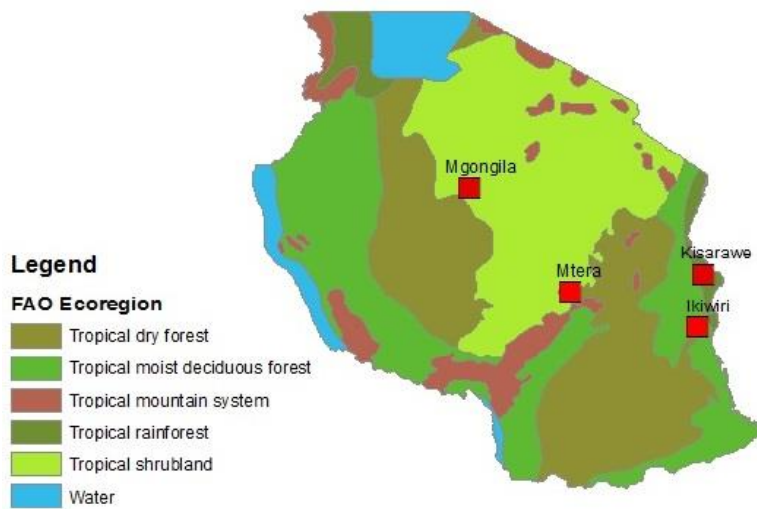 Mgongila
Kisarawe
Mtera
Ikiwiri
Legend
FAO Ecoregion
Tropical dry forest
Tropical moist deciduous forest
Tropical mountain system
Tropical rainforest
Tropical shrubland
Water